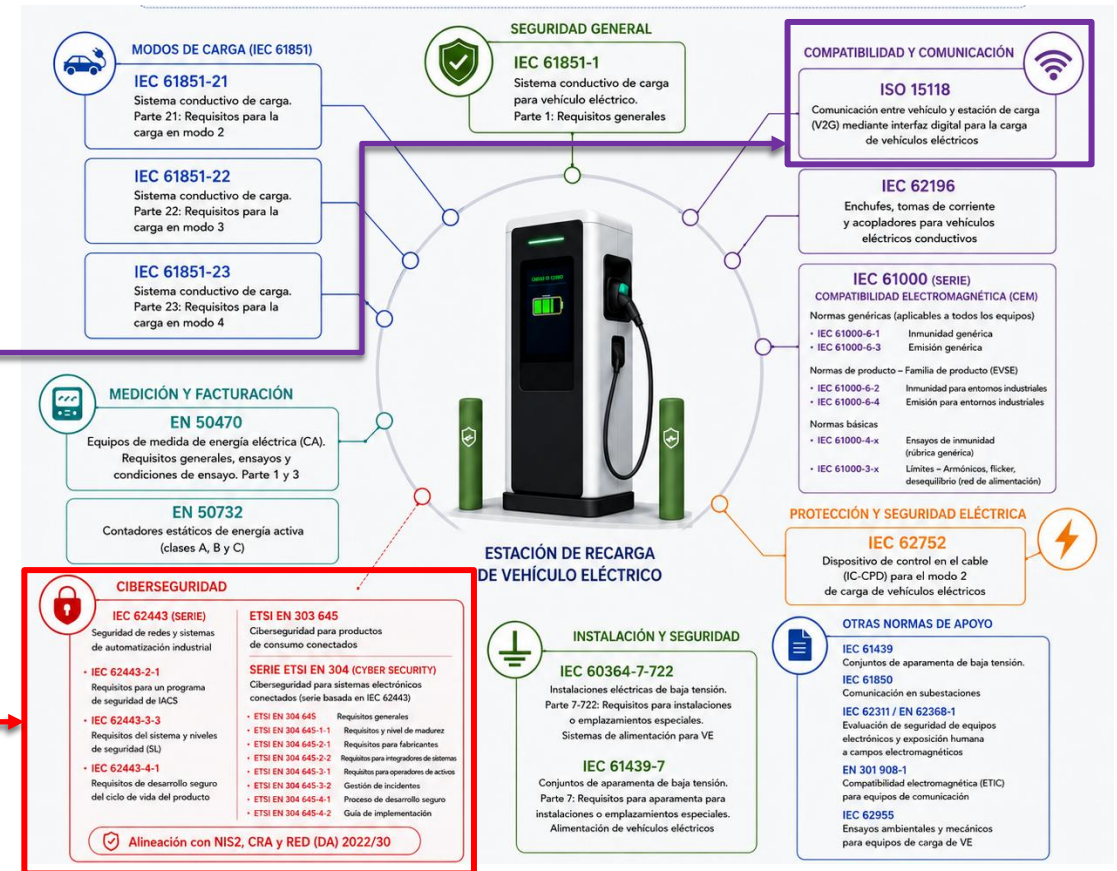 MODOS DE CARGA (IEC 61851)
IEC 61851-21
Sistema conductivo de carga.
Parte 21: Requisitos para la
carga en modo 2
IEC 61851-22
Sistema conductivo de carga.
Parte 22: Requisitos para la
carga en modo 3
IEC 61851-23
Sistema conductivo de carga.
Parte 23: Requisitos para la
carga en modo 4
SEGURIDAD GENERAL
IEC 61851-1
Sistema conductivo de carga
para vehículo eléctrico.
Parte 1: Requisitos generales
COMPATIBILIDAD Y COMUNICACIÓN
ISO 15118
Comunicación entre vehículo y estación de carga
(V2G) mediante interfaz digital para la carga
de vehículos eléctricos
IEC 62196
Enchufes, tomas de corriente
y acopladores para vehículos
eléctricos conductivos
IEC 61000 (SERIE)
COMPATIBILIDAD ELECTROMAGNÉTICA (CEM)
Normas genéricas (aplicables a todos los equipos)
• IEC 61000-6-1 Inmunidad genérica
• IEC 61000-6-3 Emisión genérica
Normas de producto – Familia de producto (EVSE)
• IEC 61000-6-2 Inmunidad para entornos industriales
• IEC 61000-6-4 Emisión para entornos industriales
Normas básicas
• IEC 61000-4-x Ensayos de inmunidad
(rúbrica genérica)
• IEC 61000-3-x Límites – Armónicos, flicker,
desequilibrio (red de alimentación)
MEDICIÓN Y FACTURACIÓN
EN 50470
Equipos de medida de energía eléctrica (CA).
Requisitos generales, ensayos y
condiciones de ensayo. Parte 1 y 3
EN 50732
Contadores estáticos de energía activa
(clases A, B y C)
ESTACIÓN DE RECARGA
DE VEHÍCULO ELÉCTRICO
PROTECCIÓN Y SEGURIDAD ELÉCTRICA
IEC 62752
Dispositivo de control en el cable
(IC-CPD) para el modo 2
de carga de vehículos eléctricos
CIBERSEGURIDAD
IEC 62443 (SERIE)
Seguridad de redes y sistemas
de automatización industrial
• IEC 62443-2-1
Requisitos para un programa
de seguridad de IACS
• IEC 62443-3-3
Requisitos del sistema y niveles
de seguridad (SL)
• IEC 62443-4-1
Requisitos de desarrollo seguro
del ciclo de vida del producto
ETSI EN 303 645
Ciberseguridad para productos
de consumo conectados
SERIE ETSI EN 304 (CYBER SECURITY)
Ciberseguridad para sistemas electrónicos
conectados (serie basada en IEC 62443)
• ETSI EN 304 645 Requisitos generales
• ETSI EN 304 645-1-1 Requisitos y nivel de madurez
• ETSI EN 304 645-2-1 Requisitos para fabricantes
• ETSI EN 304 645-2-2 Requisitos para integradores de sistemas
• ETSI EN 304 645-3-1 Requisitos para operadores de activos
• ETSI EN 304 645-3-2 Gestión de incidentes
• ETSI EN 304 645-4-1 Proceso de desarrollo seguro
• ETSI EN 304 645-4-2 Guía de implementación
Alineación con NIS2, CRA y RED (DA) 2022/30
INSTALACIÓN Y SEGURIDAD
IEC 60364-7-722
Instalaciones eléctricas de baja tensión.
Parte 7-722: Requisitos para instalaciones
o emplazamientos especiales.
Sistemas de alimentación para VE
IEC 61439-7
Conjuntos de aparamenta de baja tensión.
Parte 7: Requisitos para aparamenta para
instalaciones o emplazamientos especiales.
Alimentación de vehículos eléctricos
OTRAS NORMAS DE APOYO
IEC 61439
Conjuntos de aparamenta de baja tensión.
IEC 61850
Comunicación en subestaciones
IEC 62311 / EN 62368-1
Evaluación de seguridad de equipos
electrónicos y exposición humana
a campos electromagnéticos
EN 301 908-1
Compatibilidad electromagnética (ETIC)
para equipos de comunicación
IEC 62955
Ensayos ambientales y mecánicos
para equipos de carga de VE